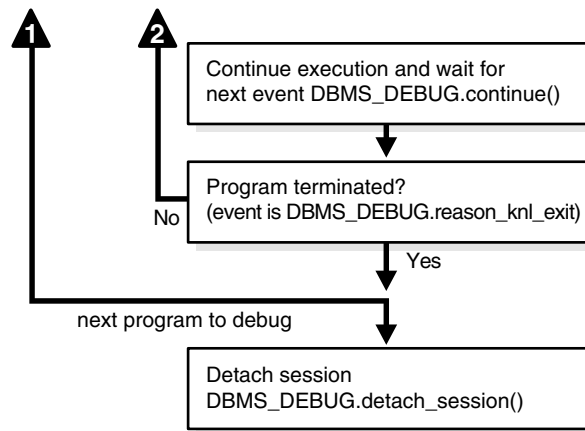 1
2
Continue execution and wait for
next event DBMS_DEBUG.continue()
Program terminated?
(event is DBMS_DEBUG.reason_knl_exit)
No
Yes
next program to debug
Detach session
DBMS_DEBUG.detach_session()